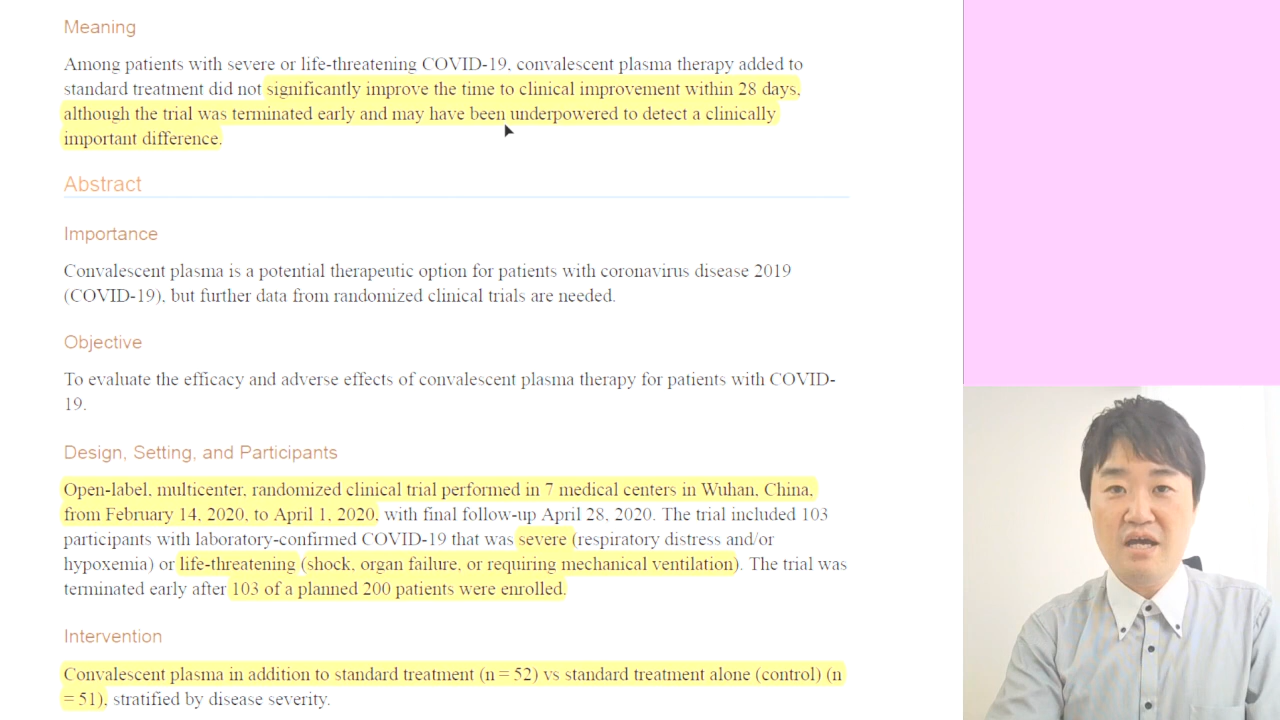 Meaning
Among patients with severe or life-threatening COVID-19, convalescent plasma therapy added to
standard treatment did not significantly improve the time to clinical improvement within 28 days,
although the trial was terminated early and may have been underpowered to detect a clinically
important difference.
Abstract
Importance
Convalescent plasma is a potential therapeutic option for patients with coronavirus disease 2019
(COVID-19), but further data from randomized clinical trials are needed.
Objective
To evaluate the efficacy and adverse effects of convalescent plasma therapy for patients with COVID-
19.
Design, Setting, and Participants
Open-label, multicenter, randomized clinical trial performed in 7 medical centers in Wuhan, China,
from February 14, 2020, to April 1, 2020, with final follow-up April 28, 2020. The trial included 103
participants with laboratory-confirmed COVID-19 that was severe (respiratory distress and/or
hypoxemia) or life-threatening (shock, organ failure, or requiring mechanical ventilation). The trial was
terminated early after 103 of a planned 200 patients were enrolled.
Intervention
Convalescent plasma in addition to standard treatment (n = 52) vs standard treatment alone (control) (n
= 51), stratified by disease severity.